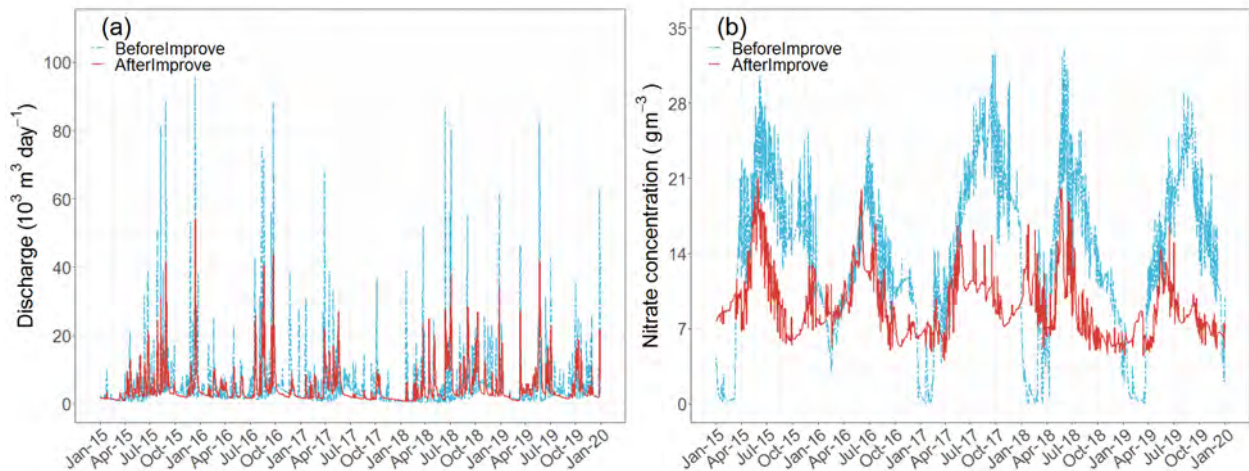 (a)
BeforeImprove
AfterImprove
Discharge (10³ m³ day⁻¹)
100
80
60
40
20
0
Jan-15
Apr-15
Jul-15
Oct-15
Jan-16
Apr-16
Jul-16
Oct-16
Jan-17
Apr-17
Jul-17
Oct-17
Jan-18
Apr-18
Jul-18
Oct-18
Jan-19
Apr-19
Jul-19
Oct-19
Jan-20
(b)
BeforeImprove
AfterImprove
Nitrate concentration ( gm⁻³)
35
28
21
14
7
0
Jan-15
Apr-15
Jul-15
Oct-15
Jan-16
Apr-16
Jul-16
Oct-16
Jan-17
Apr-17
Jul-17
Oct-17
Jan-18
Apr-18
Jul-18
Oct-18
Jan-19
Apr-19
Jul-19
Oct-19
Jan-20